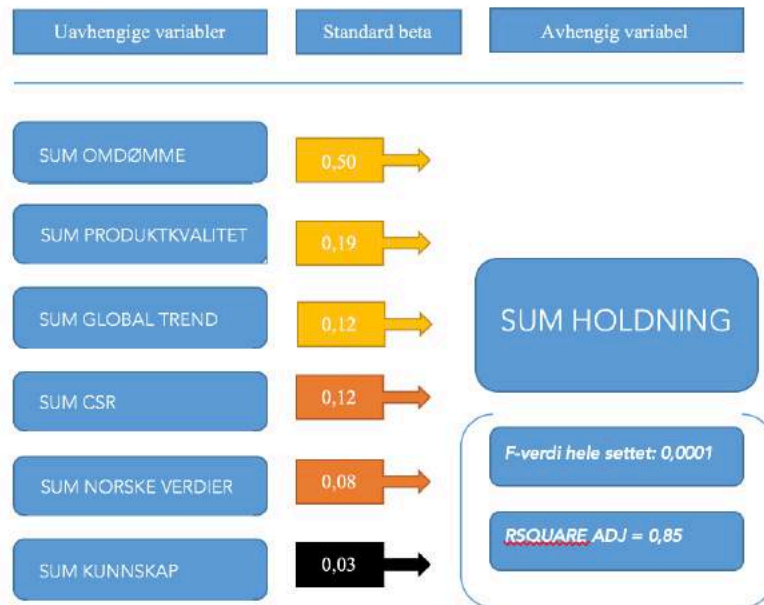 Uavhengige variabler
Standard beta
Avhengig variabel
SUM OMDØMME
0,50
SUM PRODUKTKVALITET
0,19
SUM GLOBAL TREND
0,12
SUM HOLDNING
SUM CSR
0,12
F-verdi hele settet: 0,0001
SUM NORSKE VERDIER
0,08
RSQUARE ADJ = 0,85
SUM KUNNSKAP
0,03